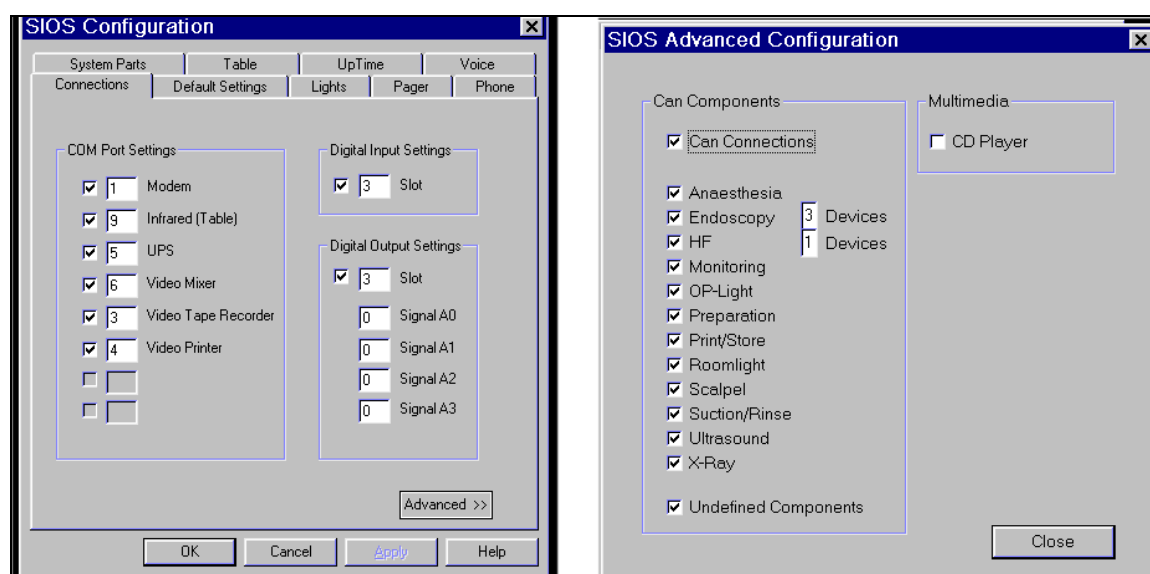 SIOS Configuration
System Parts Table UpTime Voice
Connections Default Settings Lights Pager Phone
COM Port Settings
1 Modem
9 Infrared (Table)
5 UPS
6 Video Mixer
3 Video Tape Recorder
4 Video Printer
Digital Input Settings
3 Slot
Digital Output Settings
3 Slot
0 Signal A0
0 Signal A1
0 Signal A2
0 Signal A3
Advanced >>
OK Cancel Apply Help
SIOS Advanced Configuration
Can Components
Can Connections
Anaesthesia
Endoscopy 3 Devices
HF 1 Devices
Monitoring
OP-Light
Preparation
Print/Store
Roomlight
Scalpel
Suction/Rinse
Ultrasound
X-Ray
Undefined Components
Multimedia
CD Player
Close